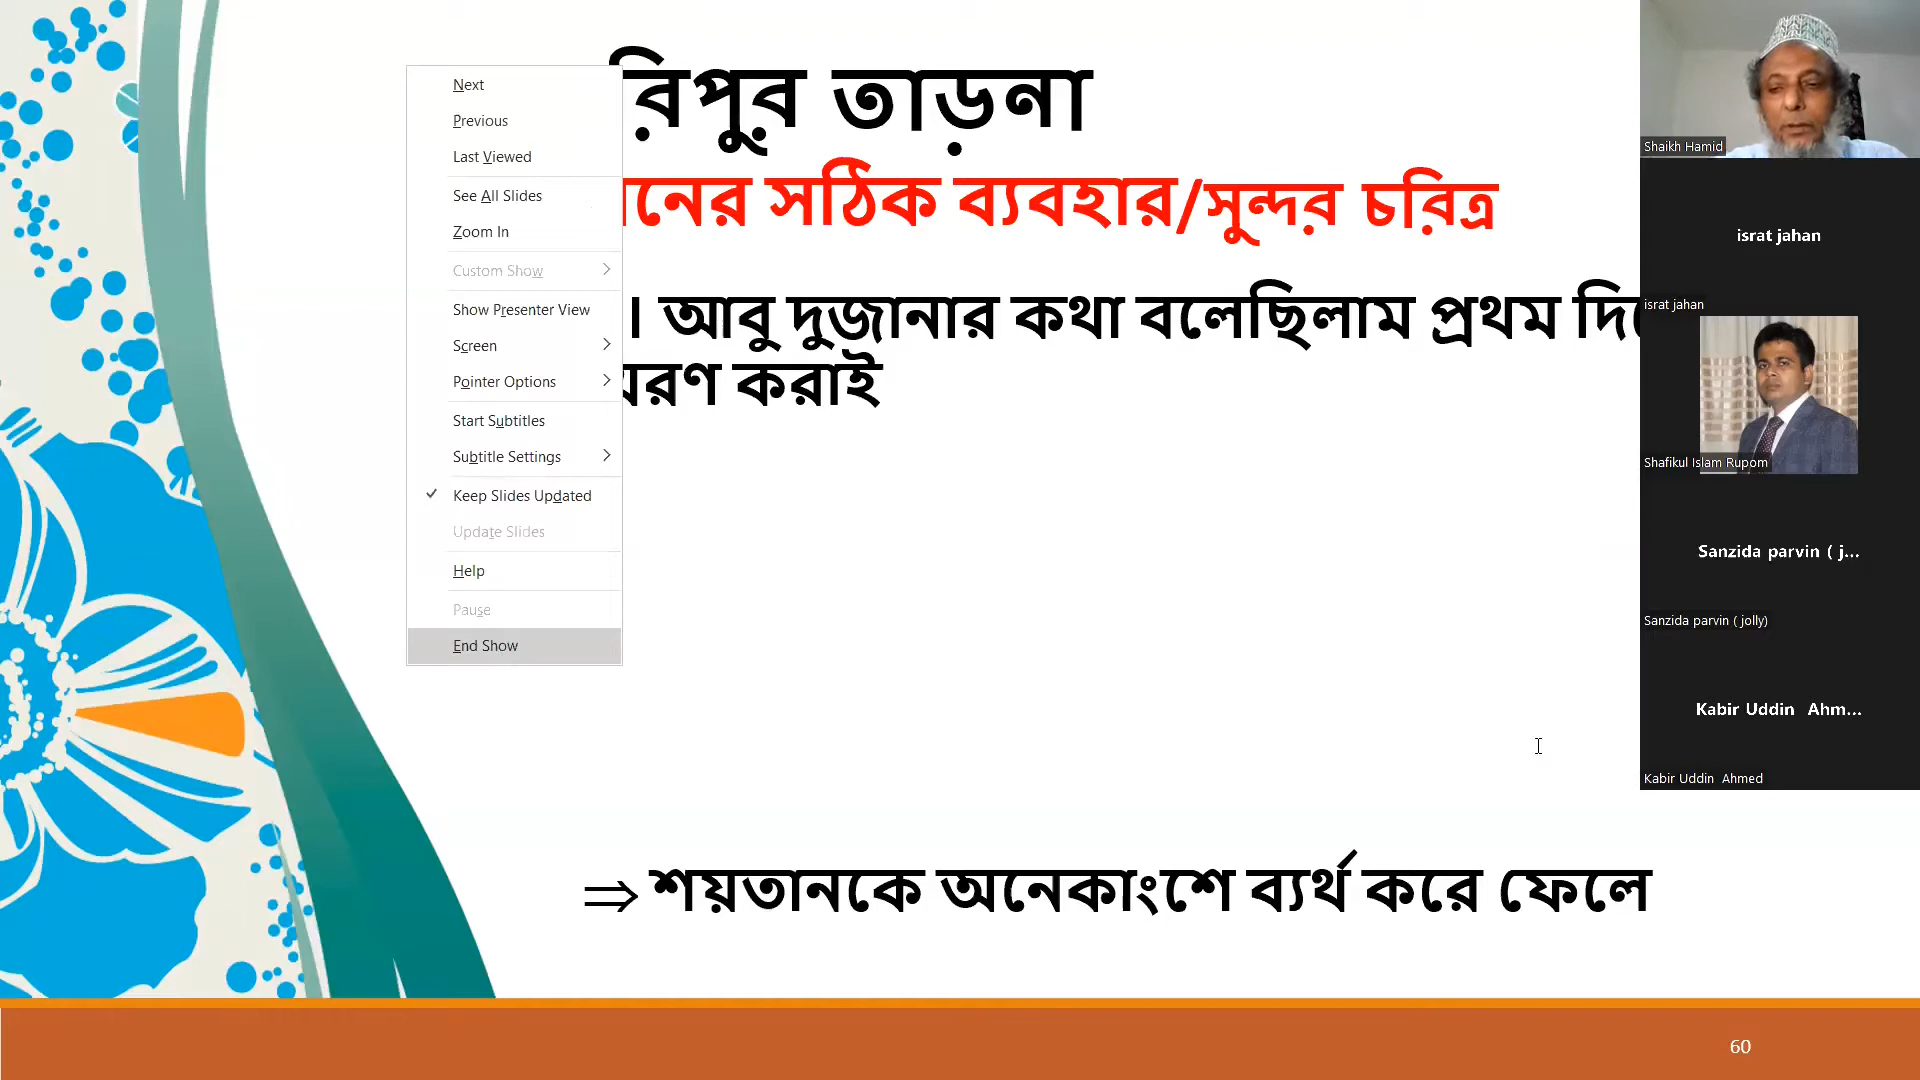 রিপুর তাড়না
নের সঠিক ব্যবহার/সুন্দর চরিত্র
। আবু দুজানার কথা বলেছিলাম প্রথম
করাই
⇒ শয়তানকে অনেকাংশে ব্যর্থ করে ফেলে
60
Next
Previous
Last Viewed
See All Slides
Zoom In
Custom Show
Show Presenter View
Screen
Pointer Options
Start Subtitles
Subtitle Settings
Keep Slides Updated
Update Slides
Help
Pause
End Show
Shaikh Hamid
israt jahan
israt jahan
Shafikul Islam Rupom
Sanzida parvin ( j...
Sanzida parvin ( jolly)
Kabir Uddin Ahm...
Kabir Uddin Ahmed